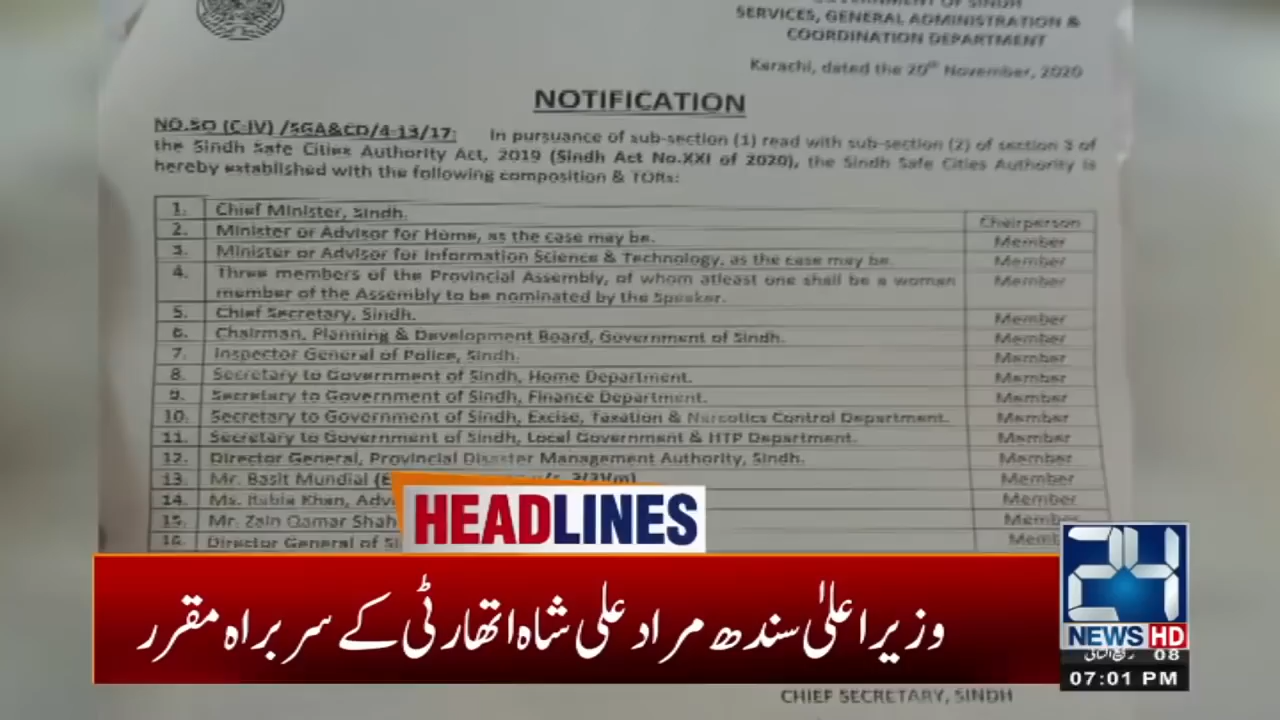 GOVERNMENT OF SINDH
SERVICES, GENERAL ADMINISTRATION &
COORDINATION DEPARTMENT
Karachi, dated the 20th November, 2020
NOTIFICATION
NO.SO (C-IV) /SGA&CD/4-13/17: In pursuance of sub-section (1) read with sub-section (2) of section 3 of
the Sindh Safe Cities Authority Act, 2019 (Sindh Act No.XXI of 2020), the Sindh Safe Cities Authority is
hereby established with the following composition & TORs:
1. Chief Minister, Sindh. Chairperson
2. Minister or Advisor for Home, as the case may be. Member
3. Minister or Advisor for Information Science & Technology, as the case may be. Member
4. Three members of the Provincial Assembly, of whom atleast one shall be a woman Member
member of the Assembly to be nominated by the Speaker.
5. Chief Secretary, Sindh. Member
6. Chairman, Planning & Development Board, Government of Sindh. Member
7. Inspector General of Police, Sindh. Member
8. Secretary to Government of Sindh, Home Department. Member
9. Secretary to Government of Sindh, Finance Department. Member
10. Secretary to Government of Sindh, Excise, Taxation & Narcotics Control Department. Member
11. Secretary to Government of Sindh, Local Government & HTP Department. Member
12. Director General, Provincial Disaster Management Authority, Sindh. Member
13. Mr. Basit Mundial Member
14. Ms. Rabia Khan, Member
15. Mr. Zain Qamar Shah Member
16. Director General of
HEADLINES
وزیراعلیٰ سندھ مراد علی شاہ اتھارٹی کے سربراہ مقرر
24
NEWS HD
08 ربیع الثانی
07:01 PM
CHIEF SECRETARY, SINDH